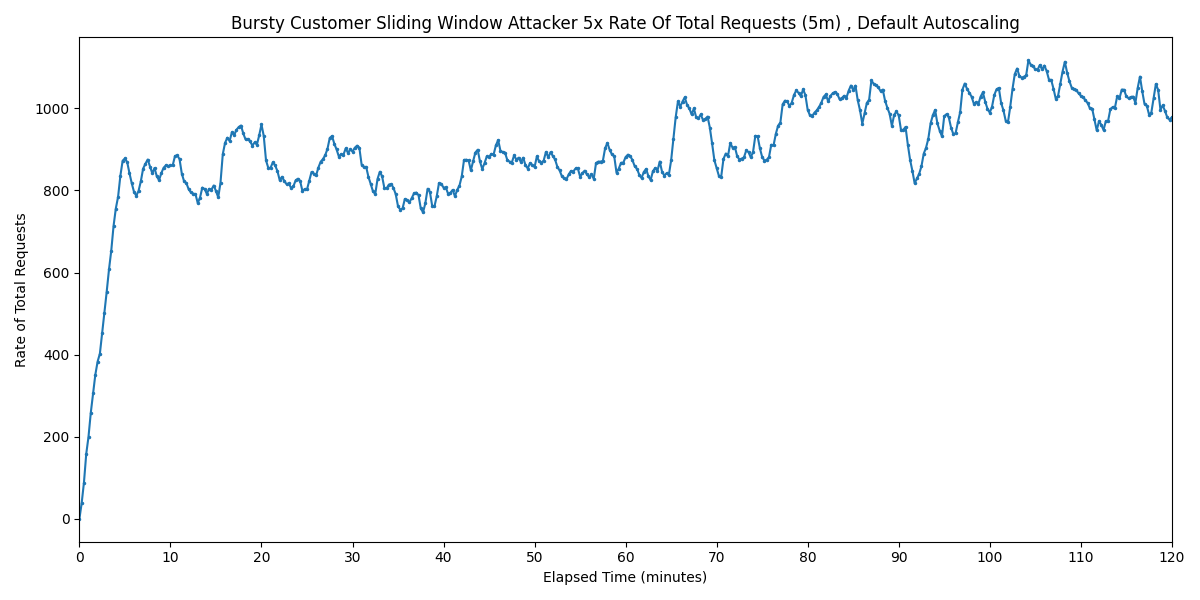 Bursty Customer Sliding Window Attacker 5x Rate Of Total Requests (5m) , Default Autoscaling
Rate of Total Requests
1000
800
600
400
200
0
0 10 20 30 40 50 60 70 80 90 100 110 120
Elapsed Time (minutes)